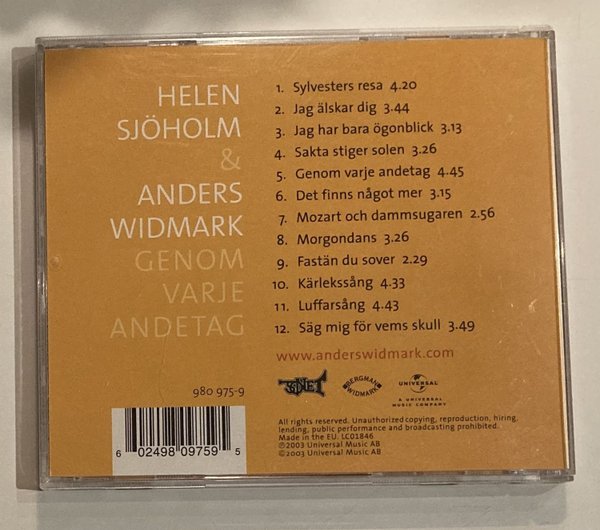 HELEN
SJÖHOLM
&
ANDERS
WIDMARK
GENOM
VARJE
ANDETAG
1. Sylvesters resa 4.20
2. Jag älskar dig 3.44
3. Jag har bara ögonblick 3.13
4. Sakta stiger solen 3.26
5. Genom varje andetag 4.45
6. Det finns något mer 3.15
7. Mozart och dammsugaren 2.56
8. Morgondans 3.26
9. Fastän du sover 2.29
10. Kärlekssång 4.33
11. Luffarsång 4.43
12. Säg mig för vems skull 3.49
www.anderswidmark.com
BERGMAN
WIDMARK
UNIVERSAL
A UNIVERSAL
MUSIC COMPANY
980 975-9
6 02498 09759 5
All rights reserved. Unauthorized copying, reproduction, hiring,
lending, public performance and broadcasting prohibited.
Made in the EU. LC01846
℗2003 Universal Music AB
©2003 Universal Music AB